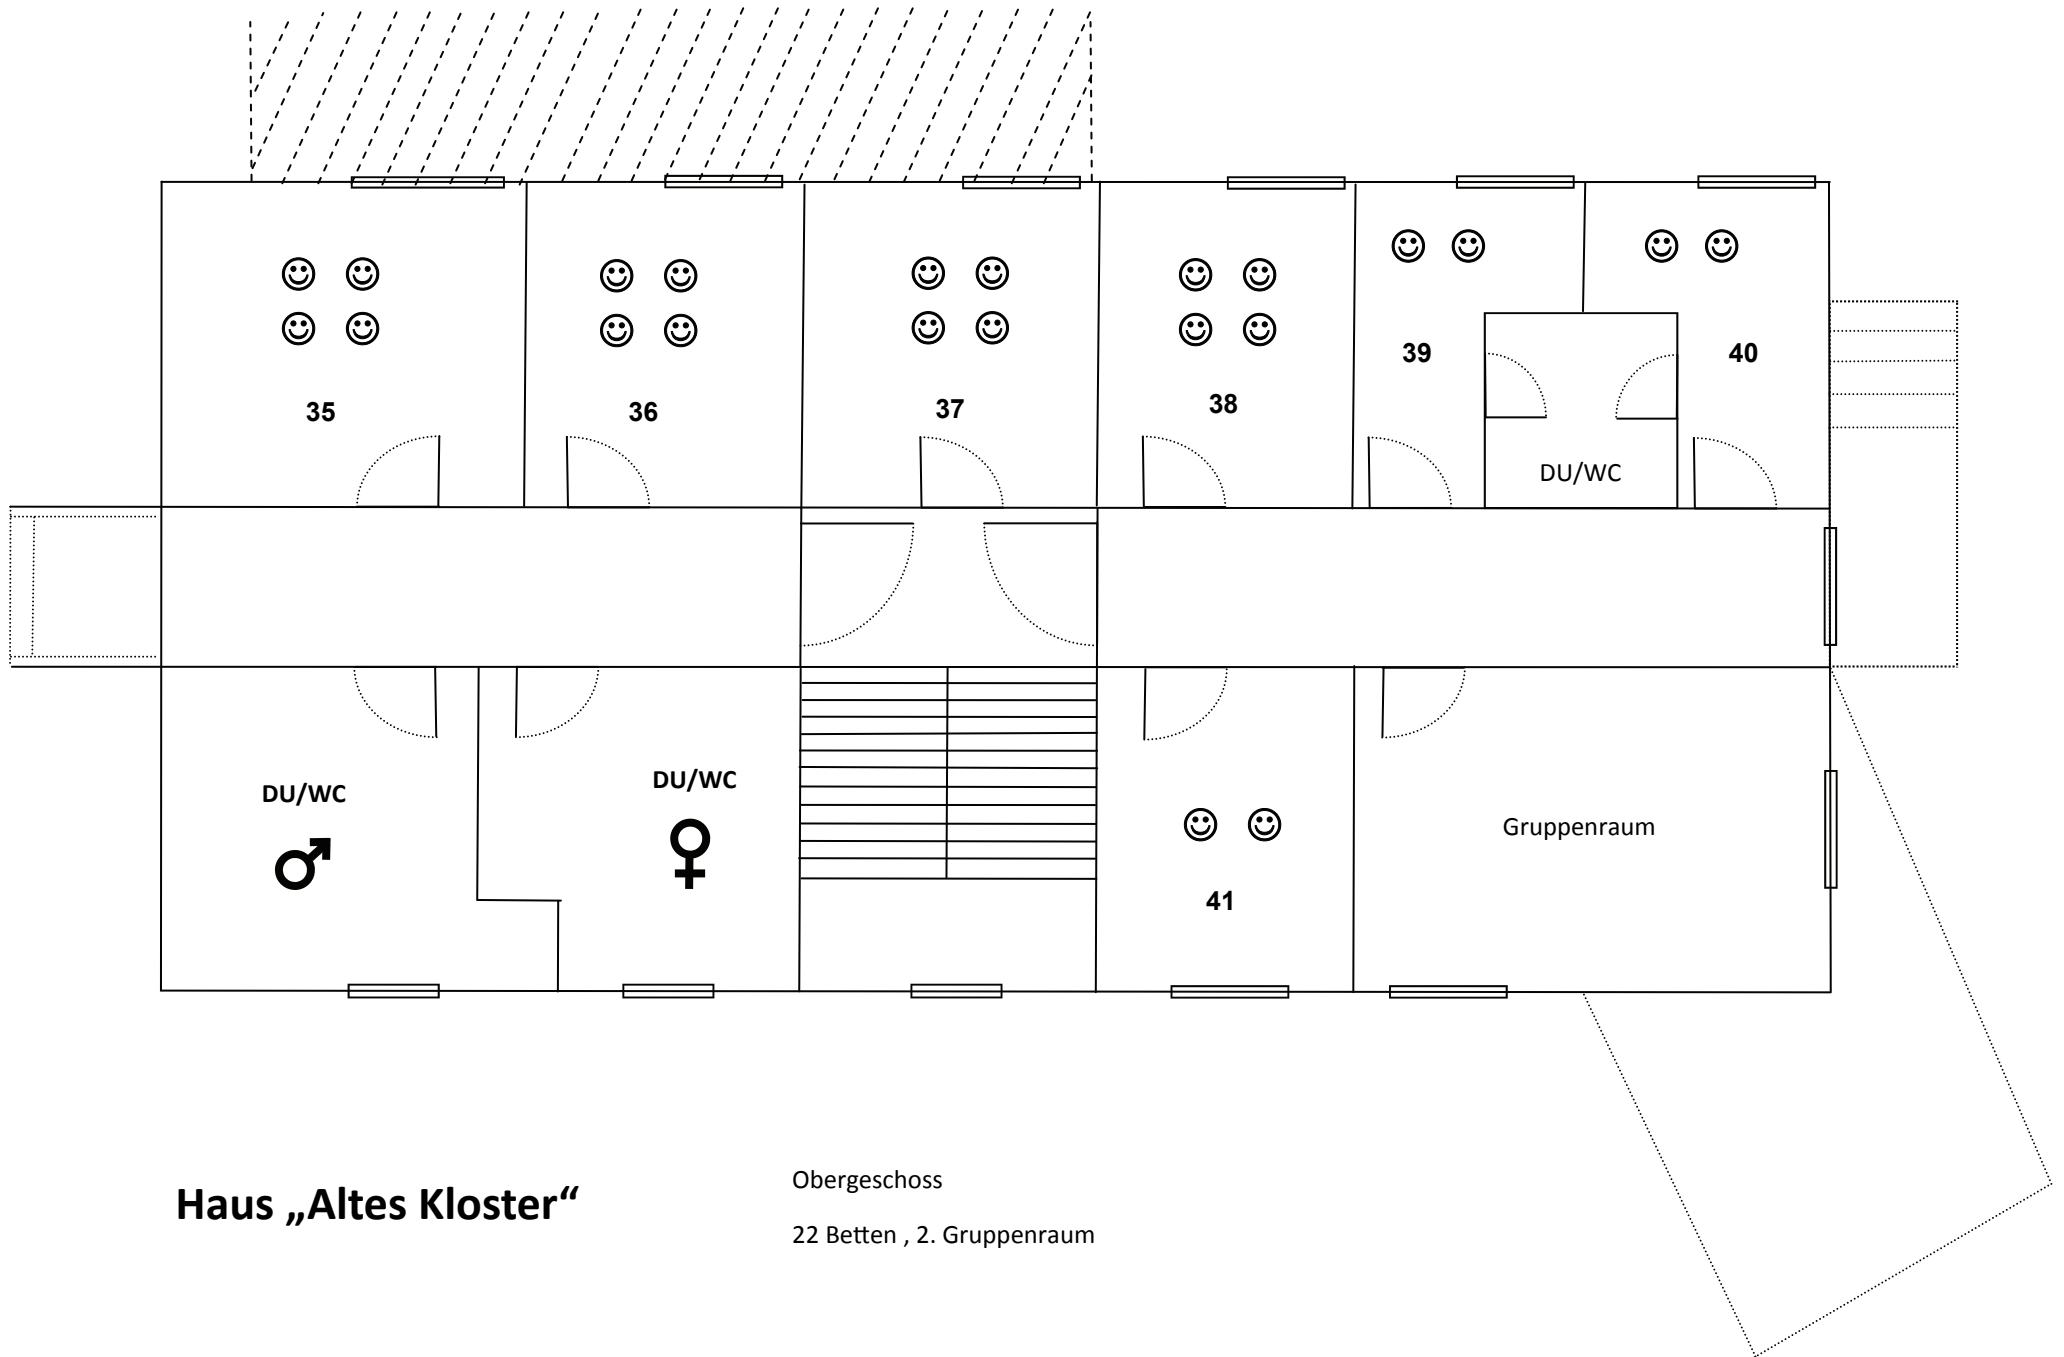 35
36
37
38
39
40
DU/WC
DU/WC
DU/WC
41
Gruppenraum
Haus „Altes Kloster“
Obergeschoss
22 Betten , 2. Gruppenraum